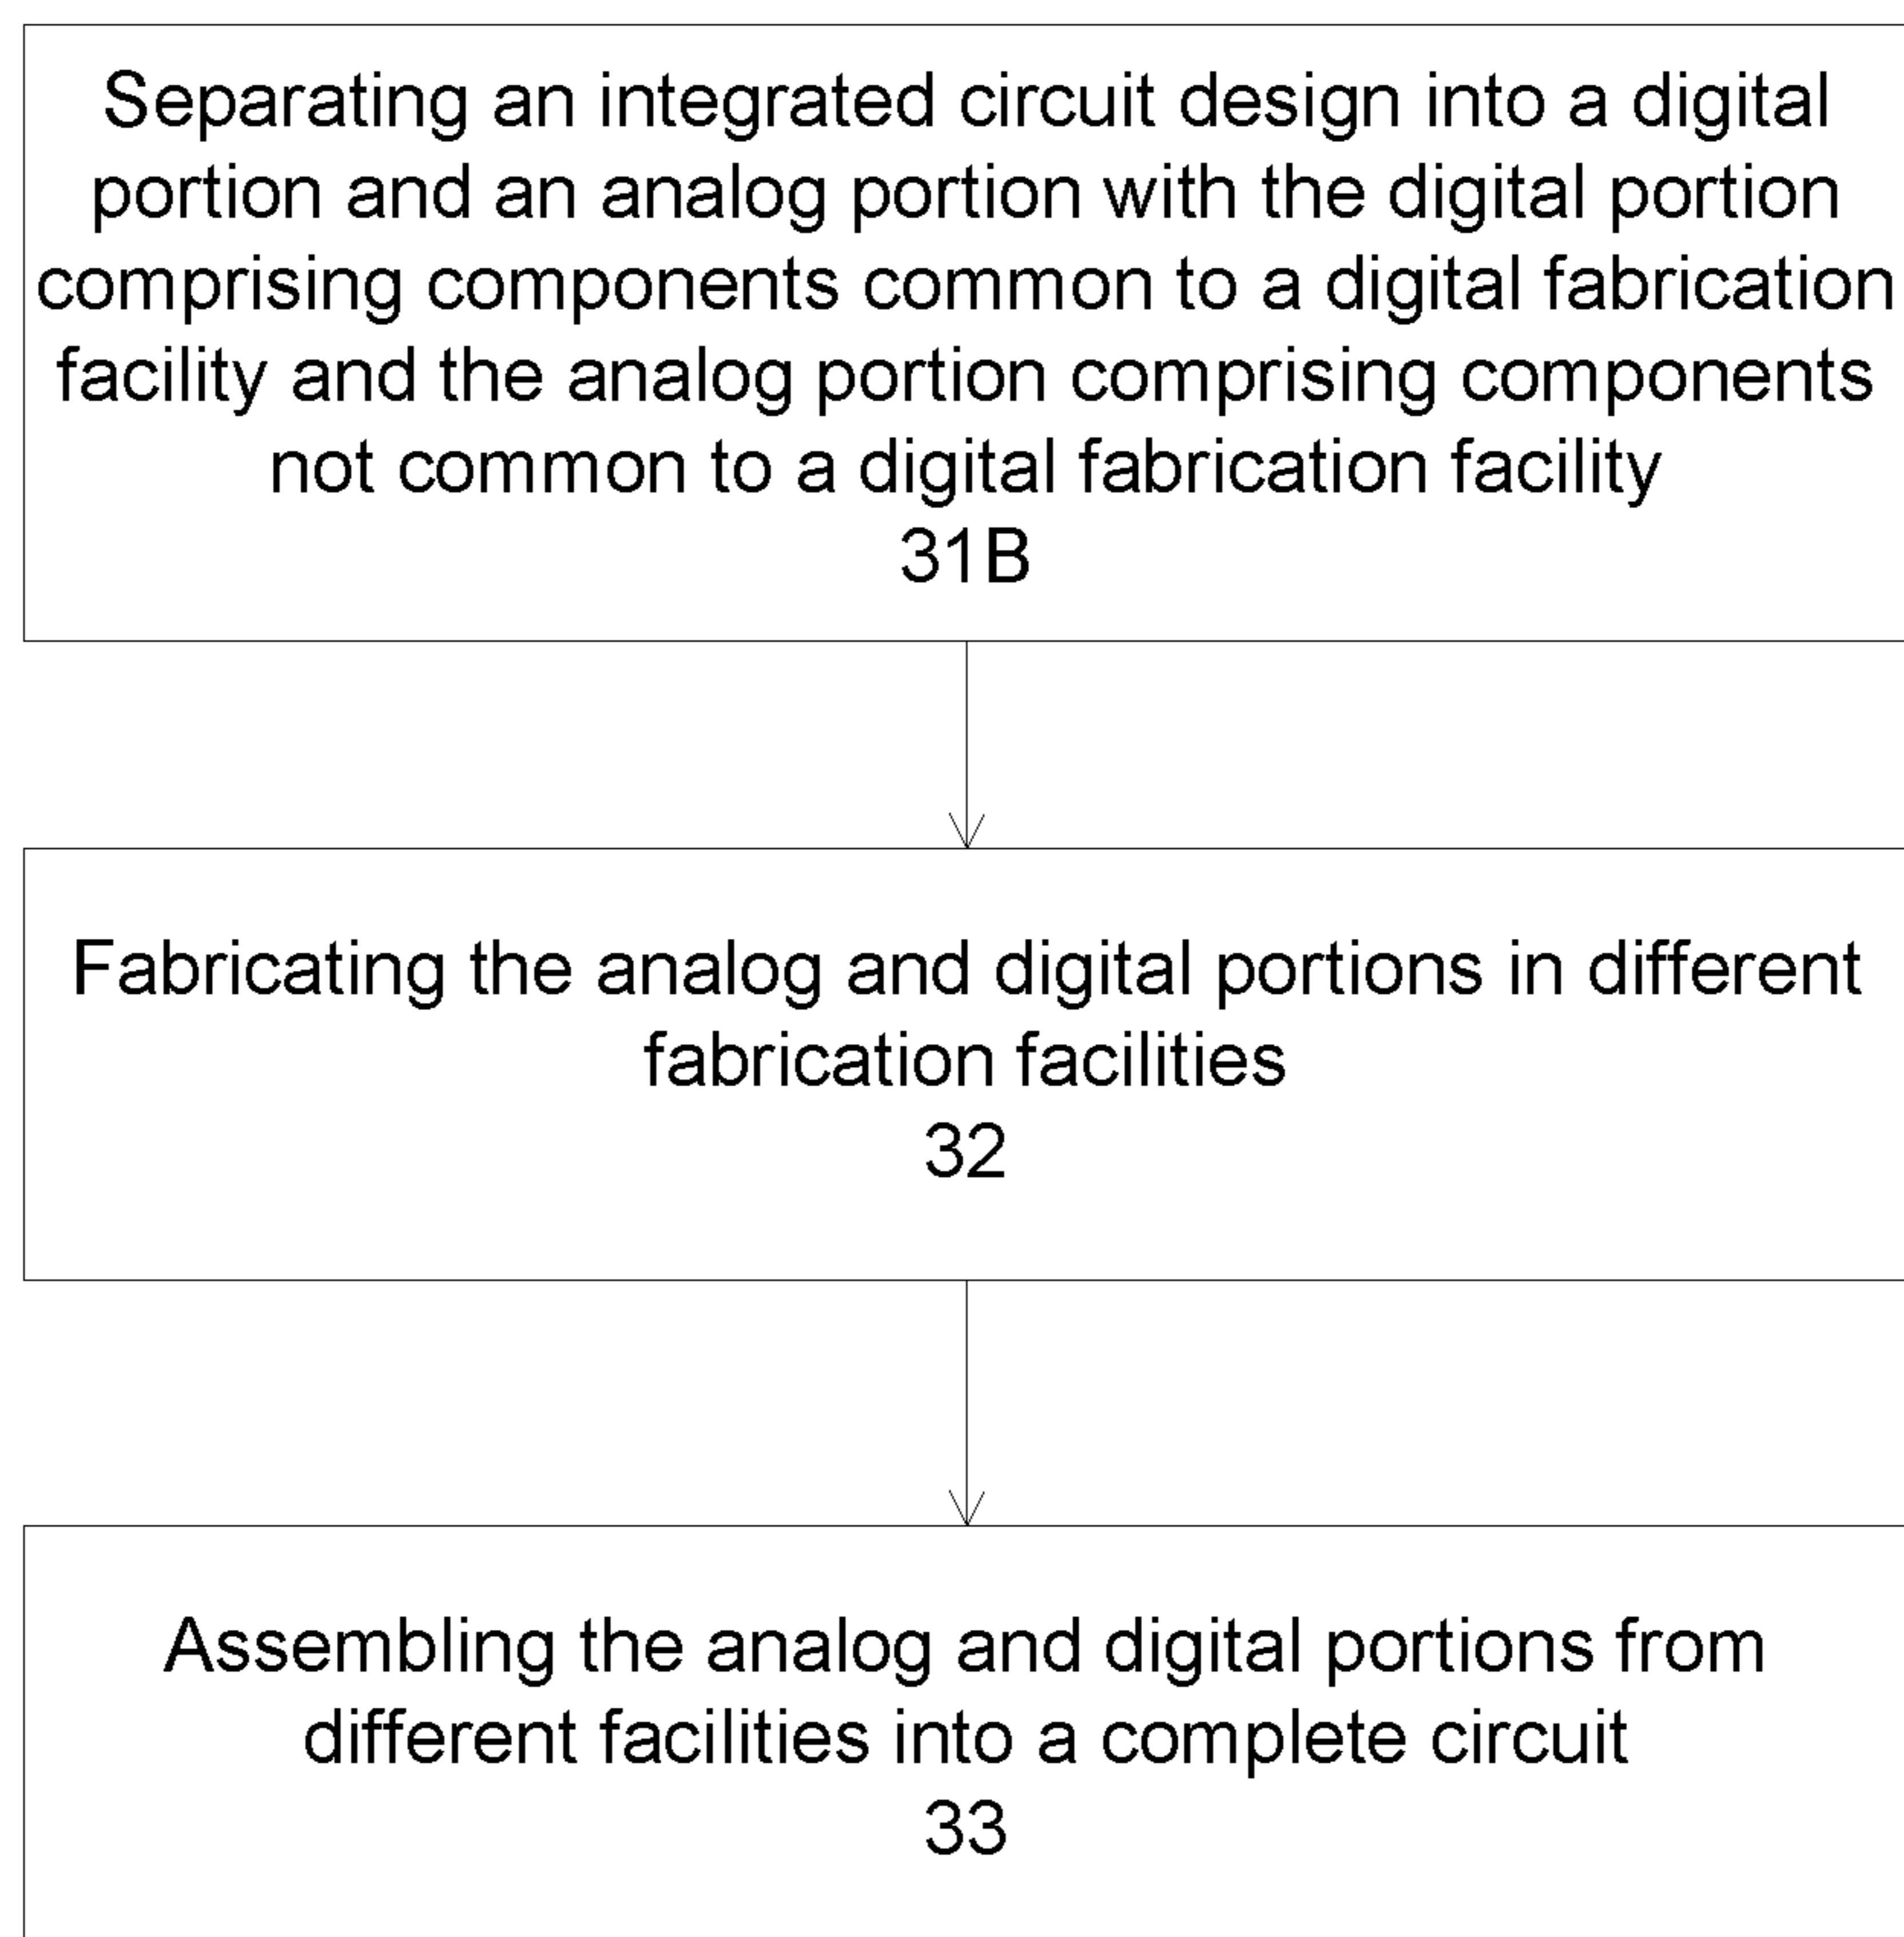 Separating an integrated circuit design into a digital
portion and an analog portion with the digital portion
comprising components common to a digital fabrication
facility and the analog portion comprising components
not common to a digital fabrication facility
31B
Fabricating the analog and digital portions in different
fabrication facilities
32
Assembling the analog and digital portions from
different facilities into a complete circuit
33